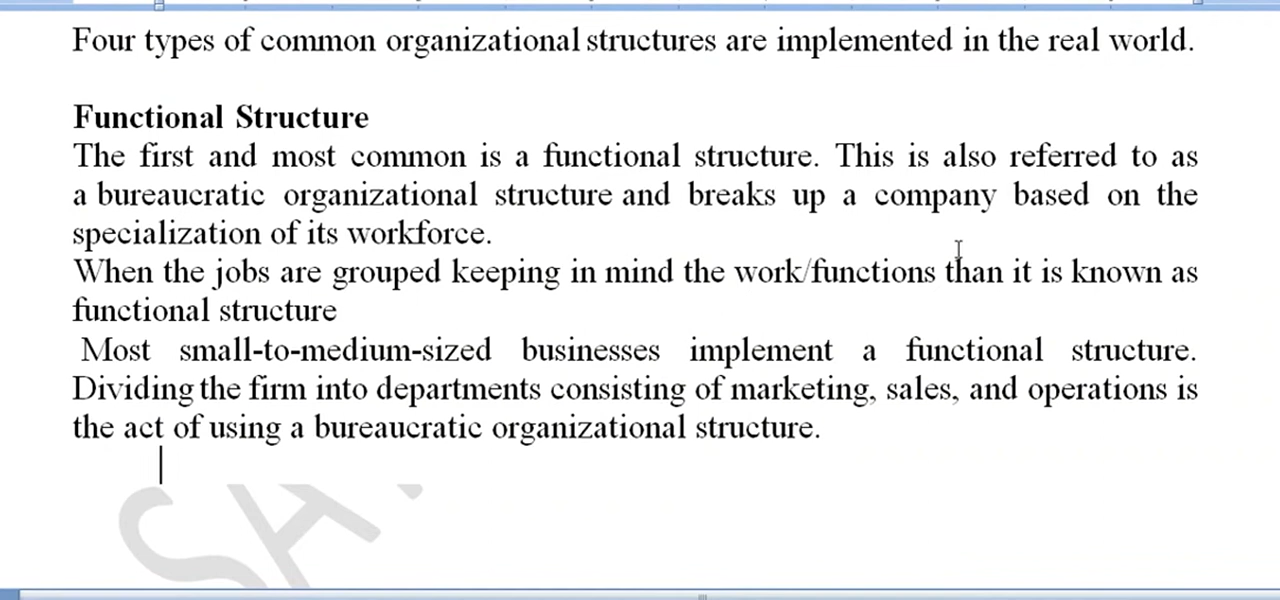 Four types of common organizational structures are implemented in the real world.
Functional Structure
The first and most common is a functional structure. This is also referred to as
a bureaucratic organizational structure and breaks up a company based on the
specialization of its workforce.
When the jobs are grouped keeping in mind the work/functions than it is known as
functional structure
Most small-to-medium-sized businesses implement a functional structure.
Dividing the firm into departments consisting of marketing, sales, and operations is
the act of using a bureaucratic organizational structure.